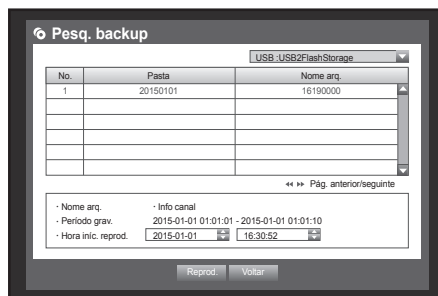 Pesq. backup
USB :USB2FlashStorage
No. Pasta Nome arq.
1 20150101 16190000
Pág. anterior/seguinte
· Nome arq. · Info canal
· Período grav. 2015-01-01 01:01:01 - 2015-01-01 01:01:10
· Hora iníc. reprod. 2015-01-01 16:30:52
Reprod. Voltar